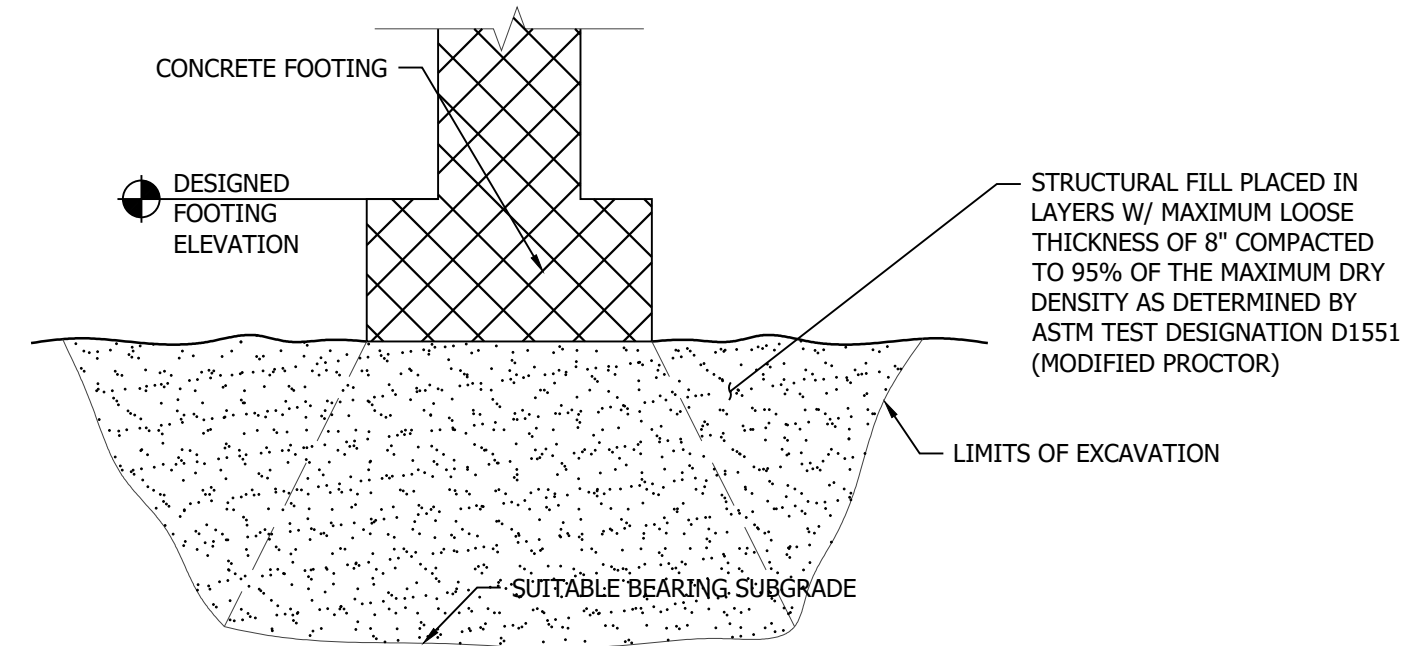 CONCRETE FOOTING
DESIGNED
FOOTING
ELEVATION
STRUCTURAL FILL PLACED IN
LAYERS W/ MAXIMUM LOOSE
THICKNESS OF 8" COMPACTED
TO 95% OF THE MAXIMUM DRY
DENSITY AS DETERMINED BY
ASTM TEST DESIGNATION D1551
(MODIFIED PROCTOR)
LIMITS OF EXCAVATION
SUITABLE BEARING SUBGRADE